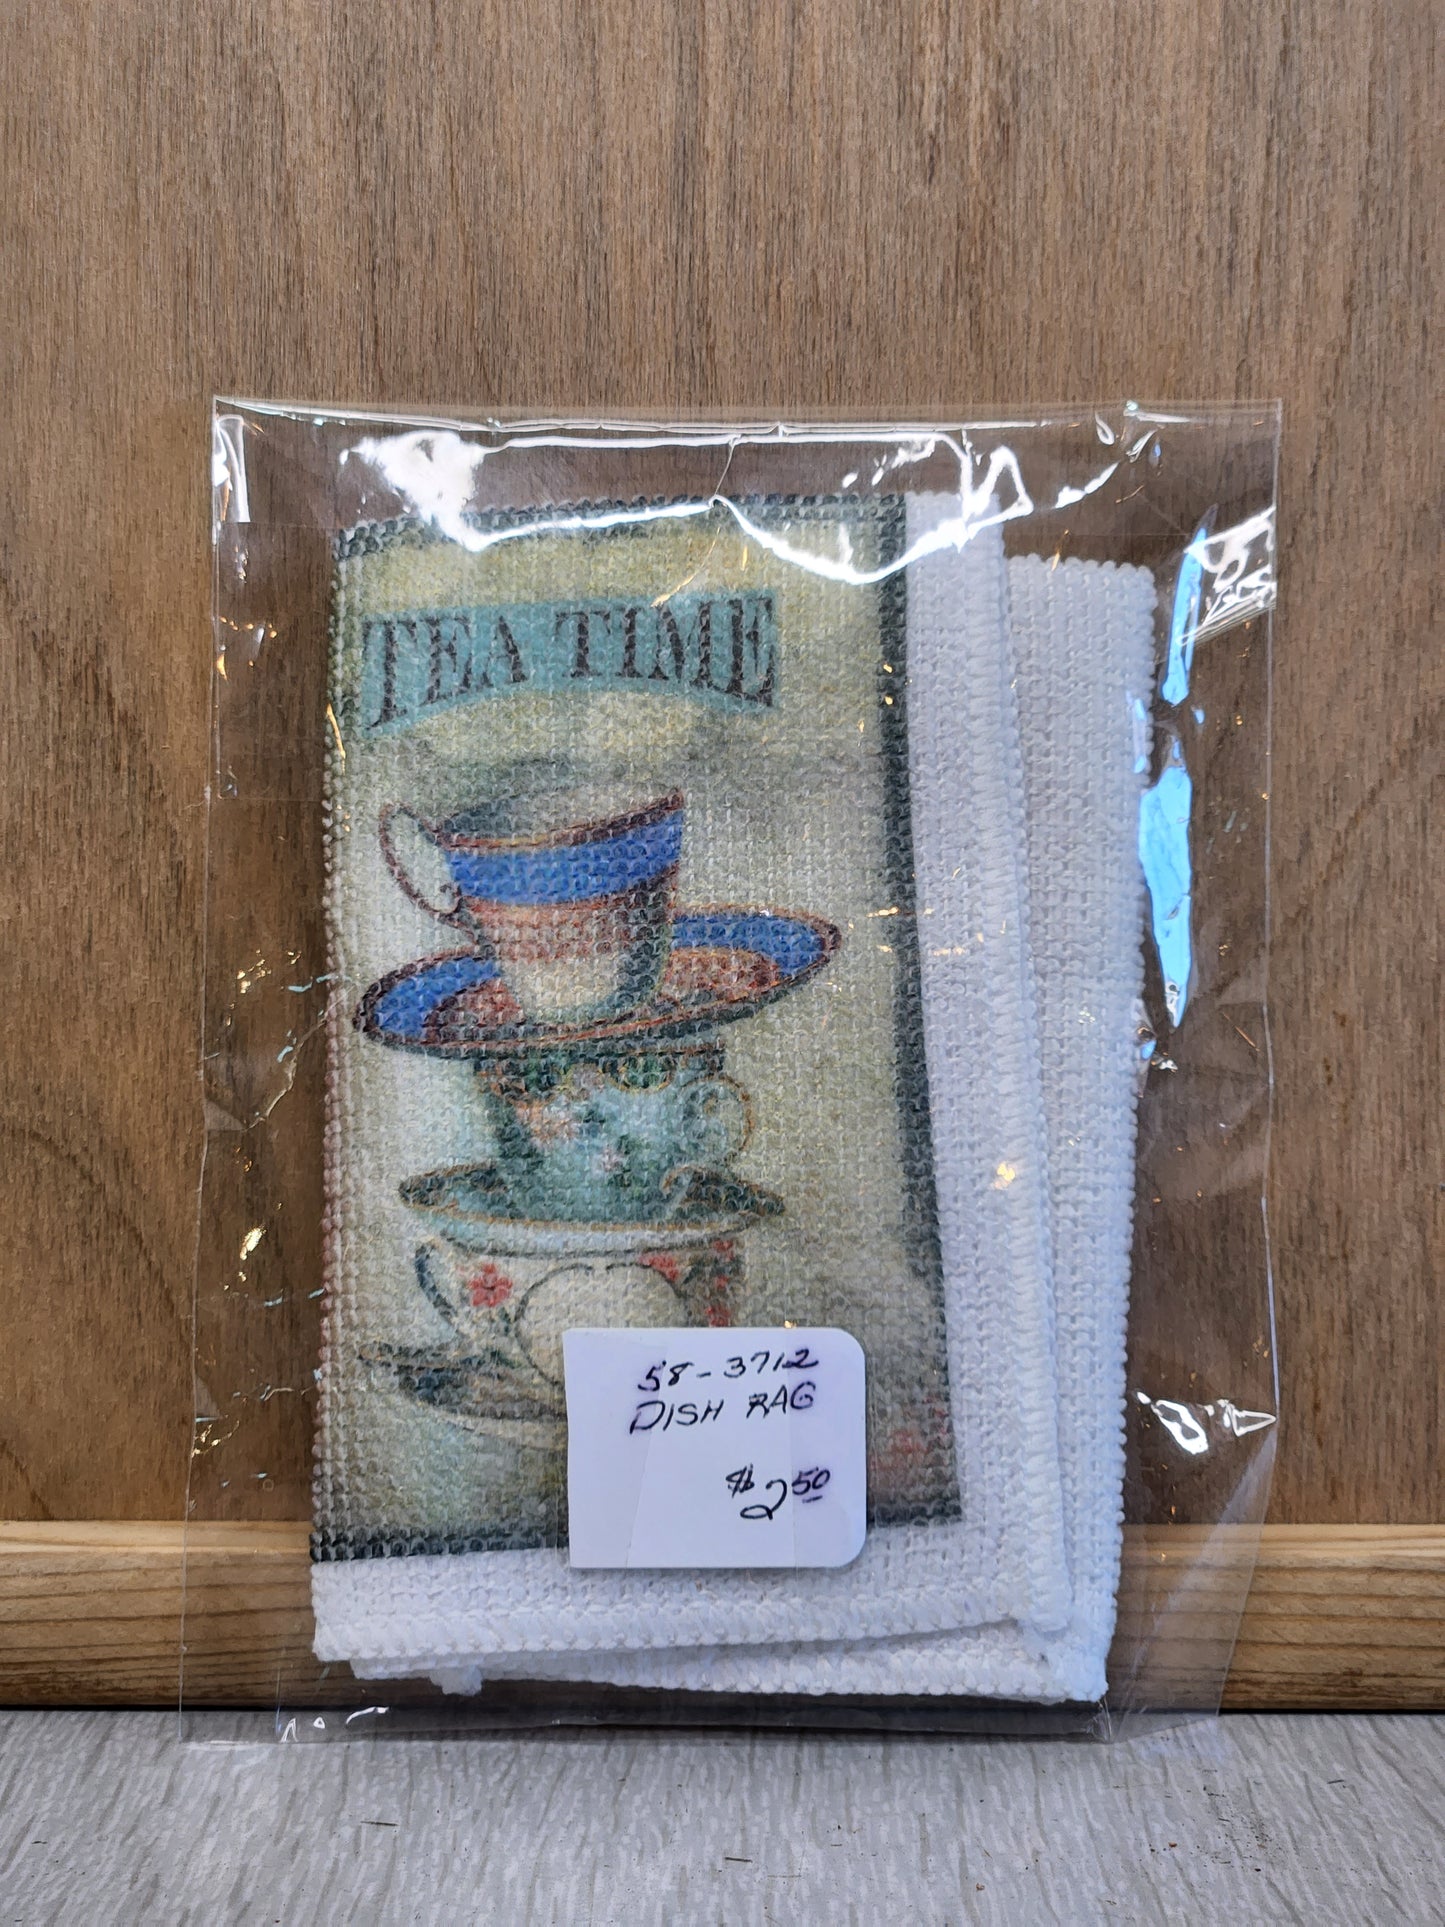 TEA TIME
58-3712
DISH RAG
$2.50